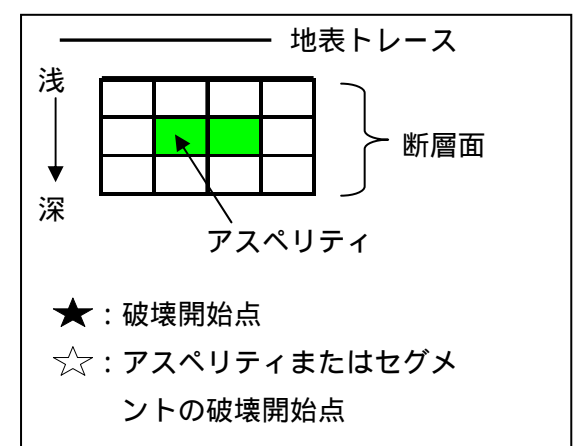 地表トレース
浅
断層面
深
アスペリティ
★：破壊開始点
☆：アスペリティまたはセグメ
ントの破壊開始点